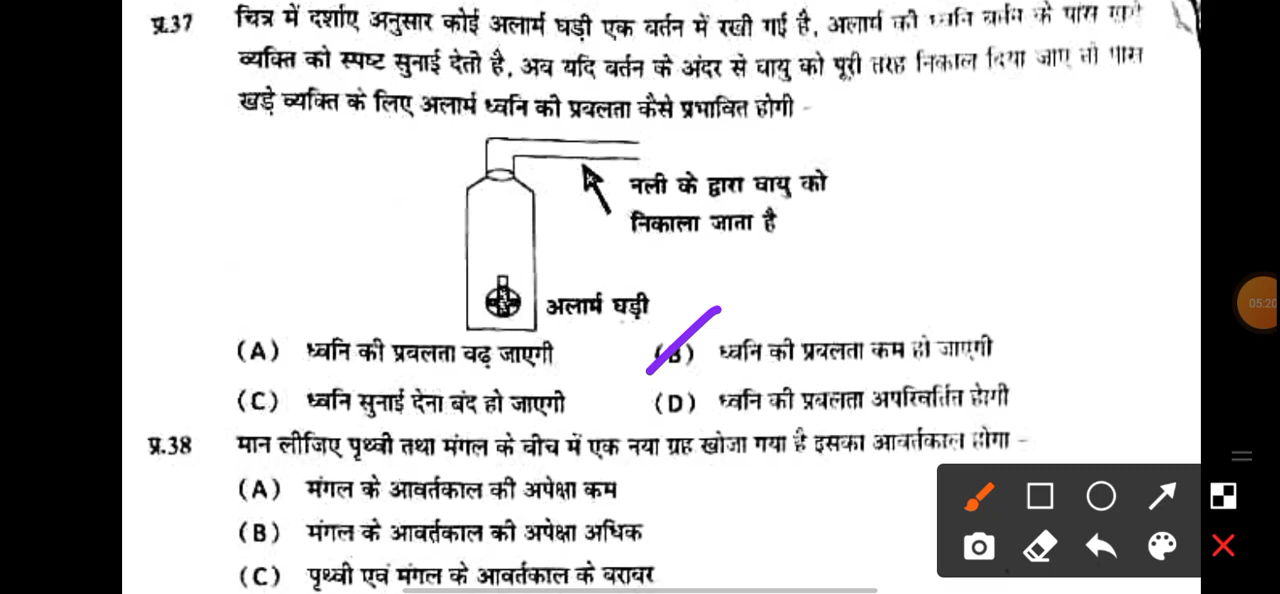 प्र.37 चित्र में दर्शाए अनुसार कोई अलार्म घड़ी एक बर्तन में रखी गई है, अलार्म की ध्वनि बर्तन के पास खड़े
व्यक्ति को स्पष्ट सुनाई देती है, अब यदि बर्तन के अंदर से वायु को पूरी तरह निकाल दिया जाए तो पास
खड़े व्यक्ति के लिए अलार्म ध्वनि की प्रबलता कैसे प्रभावित होगी -
नली के द्वारा वायु को
निकाला जाता है
अलार्म घड़ी
(A) ध्वनि की प्रबलता बढ़ जाएगी (B) ध्वनि की प्रबलता कम हो जाएगी
(C) ध्वनि सुनाई देना बंद हो जाएगी (D) ध्वनि की प्रबलता अपरिवर्तित होगी
प्र.38 मान लीजिए पृथ्वी तथा मंगल के बीच में एक नया ग्रह खोजा गया है इसका आवर्तकाल होगा -
(A) मंगल के आवर्तकाल की अपेक्षा कम
(B) मंगल के आवर्तकाल की अपेक्षा अधिक
(C) पृथ्वी एवं मंगल के आवर्तकाल के बराबर
05:20